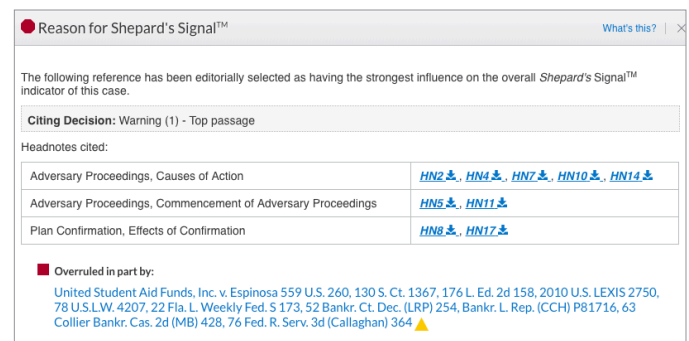 Reason for Shepard's Signal™
What's this?
The following reference has been editorially selected as having the strongest influence on the overall Shepard's Signal™
indicator of this case.
Citing Decision: Warning (1) - Top passage
Headnotes cited:
Adversary Proceedings, Causes of Action HN2 , HN4 , HN7 , HN10 , HN14
Adversary Proceedings, Commencement of Adversary Proceedings HN5 , HN11
Plan Confirmation, Effects of Confirmation HN8 , HN17
Overruled in part by:
United Student Aid Funds, Inc. v. Espinosa 559 U.S. 260, 130 S. Ct. 1367, 176 L. Ed. 2d 158, 2010 U.S. LEXIS 2750,
78 U.S.L.W. 4207, 22 Fla. L. Weekly Fed. S 173, 52 Bankr. Ct. Dec. (LRP) 254, Bankr. L. Rep. (CCH) P81716, 63
Collier Bankr. Cas. 2d (MB) 428, 76 Fed. R. Serv. 3d (Callaghan) 364